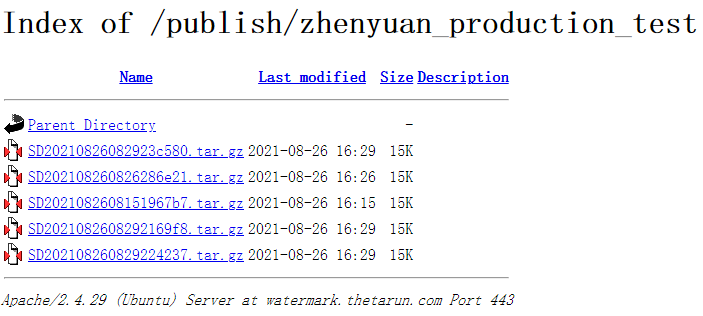 Index of /publish/zhenyuan_production_test
Name Last modified Size Description
Parent Directory -
SD20210826082923c580.tar.gz 2021-08-26 16:29 15K
SD202108260826286e21.tar.gz 2021-08-26 16:26 15K
SD2021082608151967b7.tar.gz 2021-08-26 16:15 15K
SD2021082608292169f8.tar.gz 2021-08-26 16:29 15K
SD202108260829224237.tar.gz 2021-08-26 16:29 15K
Apache/2.4.29 (Ubuntu) Server at watermark.thetarun.com Port 443